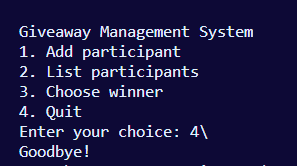 Giveaway Management System
1. Add participant
2. List participants
3. Choose winner
4. Quit
Enter your choice: 4\
Goodbye!